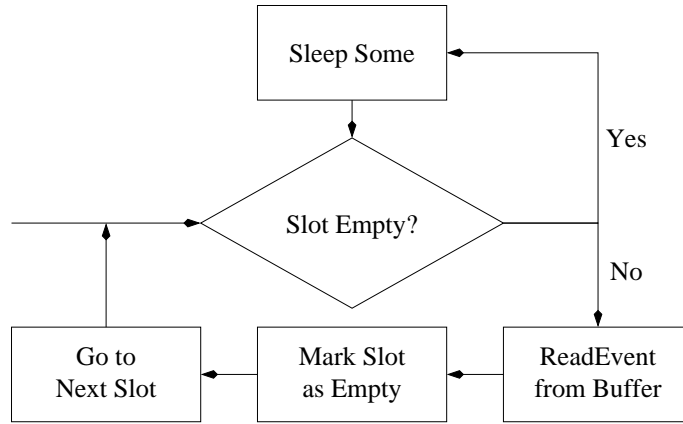 Sleep Some
Yes
Slot Empty?
No
Go to
Next Slot
Mark Slot
as Empty
ReadEvent
from Buffer